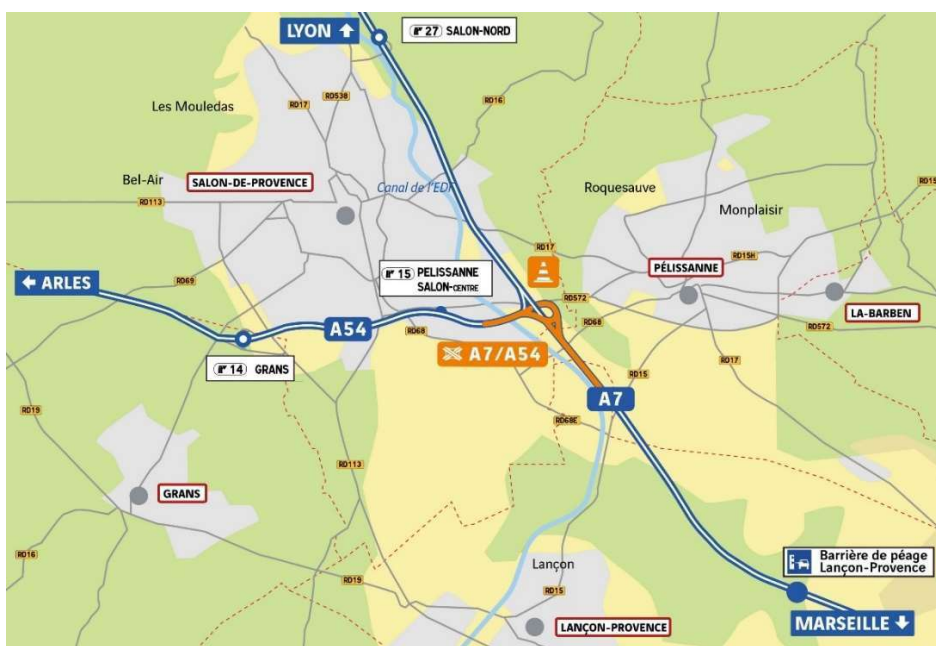 LYON ↑
27 SALON-NORD
RD538
RD17
RD16
Les Mouledas
Bel-Air
SALON-DE-PROVENCE
Canal de l'EDF
Roquesauve
Monplaisir
RD15
RD113
RD17
RD15H
PÉLISSANNE
15 PELISSANNE
SALON-CENTRE
← ARLES
RD69
RD572
LA-BARBEN
RD68
RD68
RD572
A54
A7/A54
14 GRANS
RD17
RD15
A7
RD19
RD68E
RD113
GRANS
Barrière de péage
Lançon-Provence
RD16
Lançon
RD19
RD15
LANÇON-PROVENCE
MARSEILLE ↓